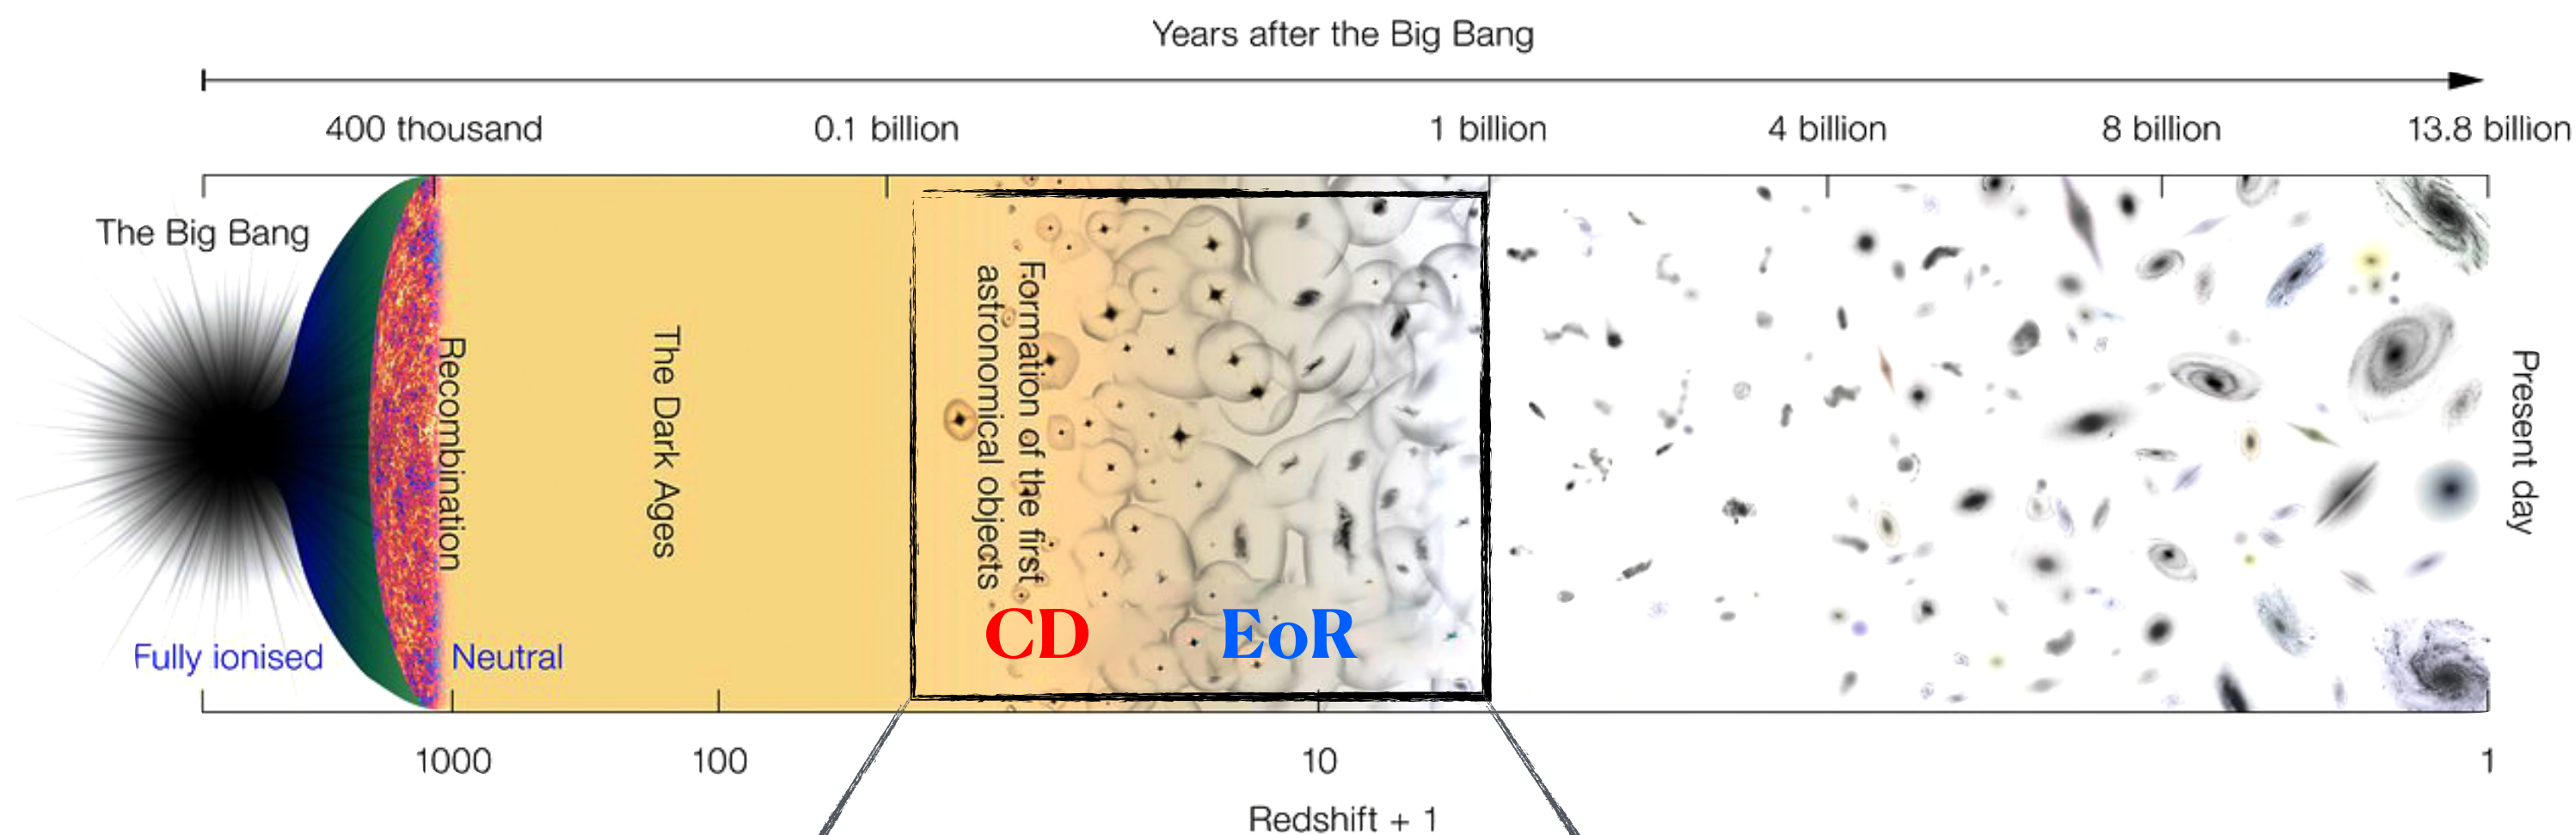 Years after the Big Bang
400 thousand
0.1 billion
1 billion
4 billion
8 billion
13.8 billion
The Big Bang
Recombination
The Dark Ages
Formation of the first
astronomical objects
Present day
CD
EoR
Fully ionised
Neutral
1000
100
10
1
Redshift + 1